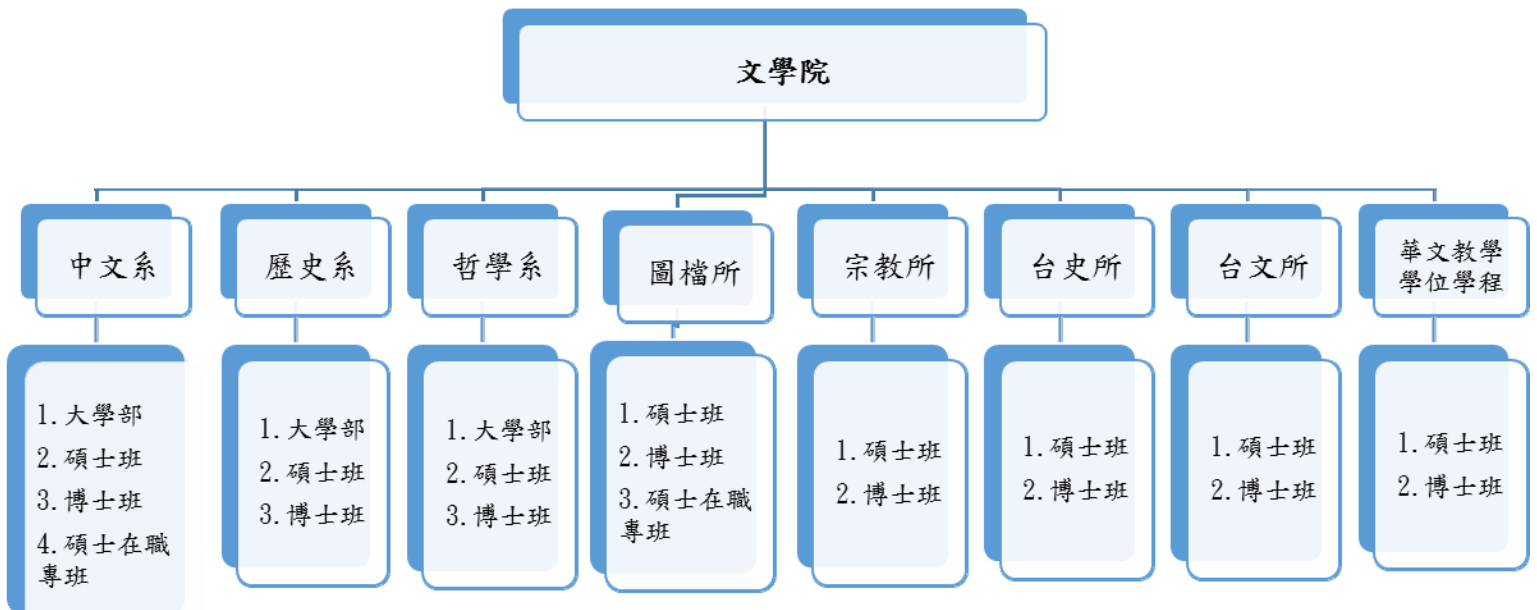 文學院
中文系
歷史系
哲學系
圖檔所
宗教所
台史所
台文所
華文教學
學位學程
1.大學部
2.碩士班
3.博士班
4.碩士在職
專班
1.大學部
2.碩士班
3.博士班
1.大學部
2.碩士班
3.博士班
1.碩士班
2.博士班
3.碩士在職
專班
1.碩士班
2.博士班
1.碩士班
2.博士班
1.碩士班
2.博士班
1.碩士班
2.博士班